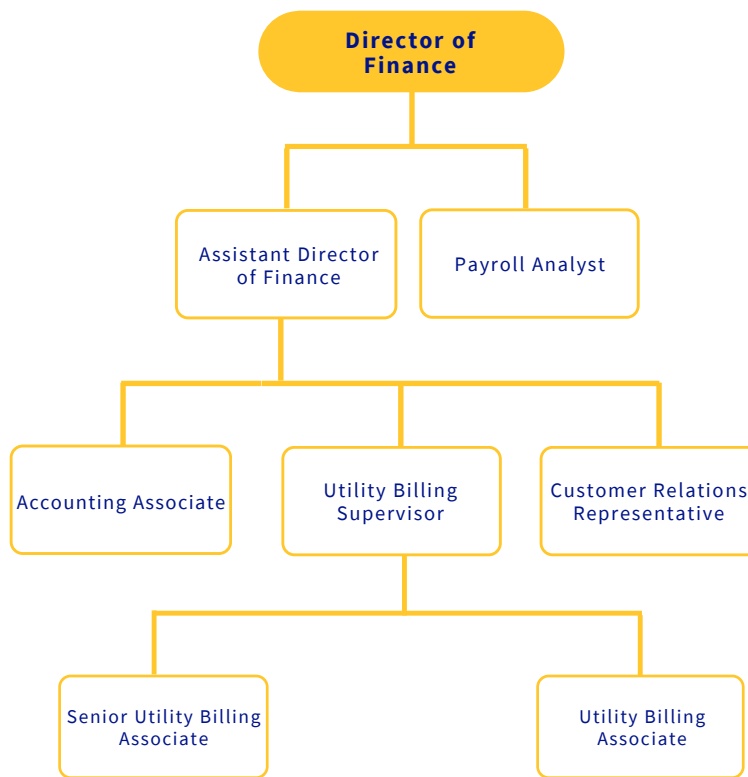 Director of
Finance
Assistant Director
of Finance
Payroll Analyst
Accounting Associate
Utility Billing
Supervisor
Customer Relations
Representative
Senior Utility Billing
Associate
Utility Billing
Associate